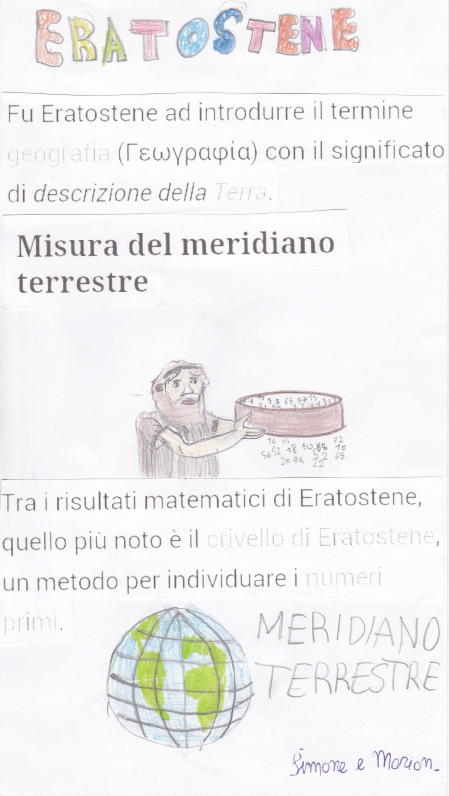 ERATOSTENE
Fu Eratostene ad introdurre il termine
geografia (Γεωγραφία) con il significato
di descrizione della Terra.
Misura del meridiano
terrestre
Tra i risultati matematici di Eratostene,
quello più noto è il crivello di Eratostene,
un metodo per individuare i numeri
primi.
MERIDIANO
TERRESTRE
Simone e Marion